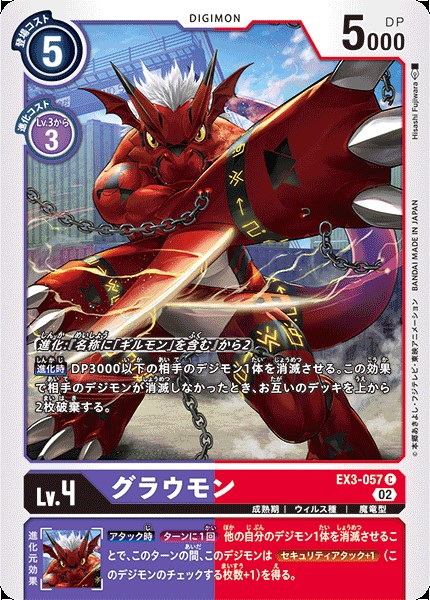 DIGIMON
登場コスト
5
DP
5000
進化コスト
Lv.3から
3
Hisashi Fujiwara
進化:『名称に「ギルモン」を含む』から2
進化時 DP3000以下の相手のデジモン1体を消滅させる。この効果
で相手のデジモンが消滅しなかったとき、お互いのデッキを上から
2枚破棄する。
©本郷あきよし・フジテレビ・東映アニメーション BANDAI MADE IN JAPAN
EX3-057 C
Lv.4
グラウモン
02
成熟期 | ウィルス種 | 魔竜型
進化元効果
アタック時 ターンに1回 他の自分のデジモン1体を消滅させるこ
とで、このターンの間、このデジモンは セキュリティアタック+1 (こ
のデジモンのチェックする枚数+1)を得る。